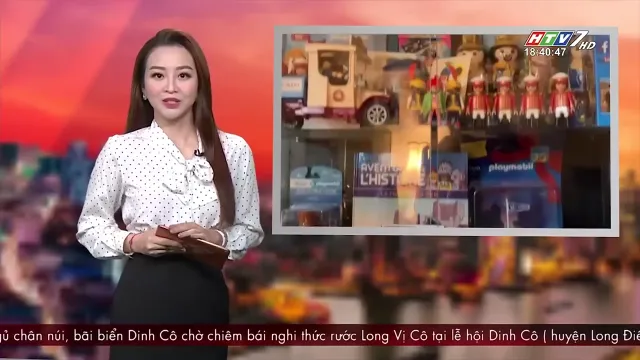 HTV7 HD
18:40:47
AVEN
L'HISTOIRE
playmobil
ủ chân núi, bãi biển Dinh Cô chờ chiêm bái nghi thức rước Long Vị Cô tại lễ hội Dinh Cô ( huyện Long Điề